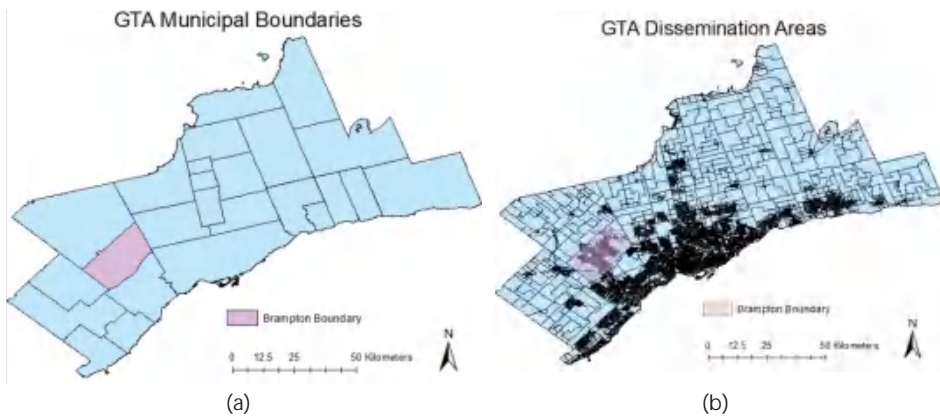 GTA Municipal Boundaries
Brampton Boundary
N
0 12.5 25 50 Kilometers
(a)
GTA Dissemination Areas
Brampton Boundary
N
0 12.5 25 50 Kilometers
(b)